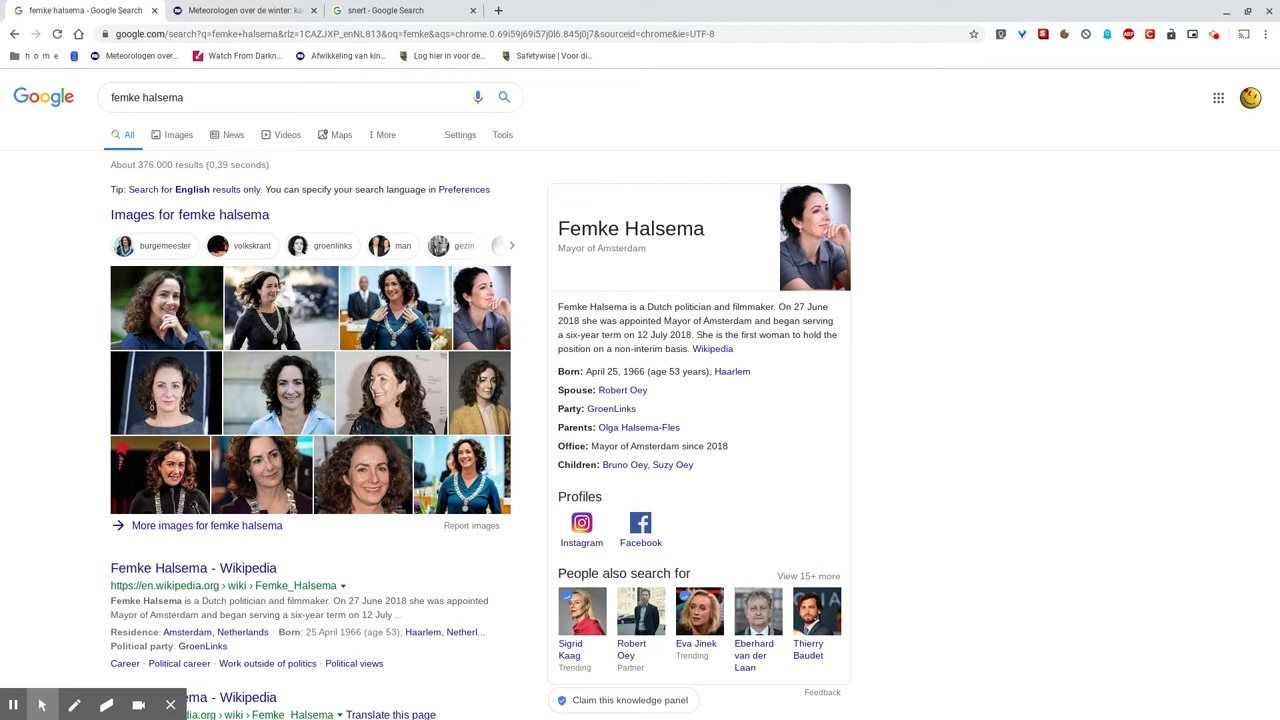 femke halsema - Google Search
Meteorologen over de winter: ka
snert - Google Search
google.com/search?q=femke+halsema&rlz=1CAZJXP_enNL813&oq=femke&aqs=chrome.0.69i59j69i57j0l6.845j0j7&sourceid=chrome&ie=UTF-8
h o m e
Meteorologen over...
Watch From Darkn...
Afwikkeling van kin...
Log hier in voor de...
Safetywise | Voor di...
Google
femke halsema
All
Images
News
Videos
Maps
More
Settings
Tools
About 376.000 results (0,39 seconds)
Tip: Search for English results only. You can specify your search language in Preferences
Images for femke halsema
burgemeester
volkskrant
groenlinks
man
gezin
More images for femke halsema
Report images
Femke Halsema - Wikipedia
https://en.wikipedia.org › wiki › Femke_Halsema
Femke Halsema is a Dutch politician and filmmaker. On 27 June 2018 she was appointed
Mayor of Amsterdam and began serving a six-year term on 12 July ...
Residence: Amsterdam, Netherlands Born: 25 April 1966 (age 53); Haarlem, Netherl...
Political party: GroenLinks
Career · Political career · Work outside of politics · Political views
ema - Wikipedia
dia.org › wiki › Femke_Halsema Translate this page
Femke Halsema
Mayor of Amsterdam
Femke Halsema is a Dutch politician and filmmaker. On 27 June
2018 she was appointed Mayor of Amsterdam and began serving
a six-year term on 12 July 2018. She is the first woman to hold the
position on a non-interim basis. Wikipedia
Born: April 25, 1966 (age 53 years), Haarlem
Spouse: Robert Oey
Party: GroenLinks
Parents: Olga Halsema-Fles
Office: Mayor of Amsterdam since 2018
Children: Bruno Oey, Suzy Oey
Profiles
Instagram
Facebook
People also search for
View 15+ more
Sigrid
Kaag
Trending
Robert
Oey
Partner
Eva Jinek
Trending
Eberhard
van der
Laan
Thierry
Baudet
Feedback
Claim this knowledge panel